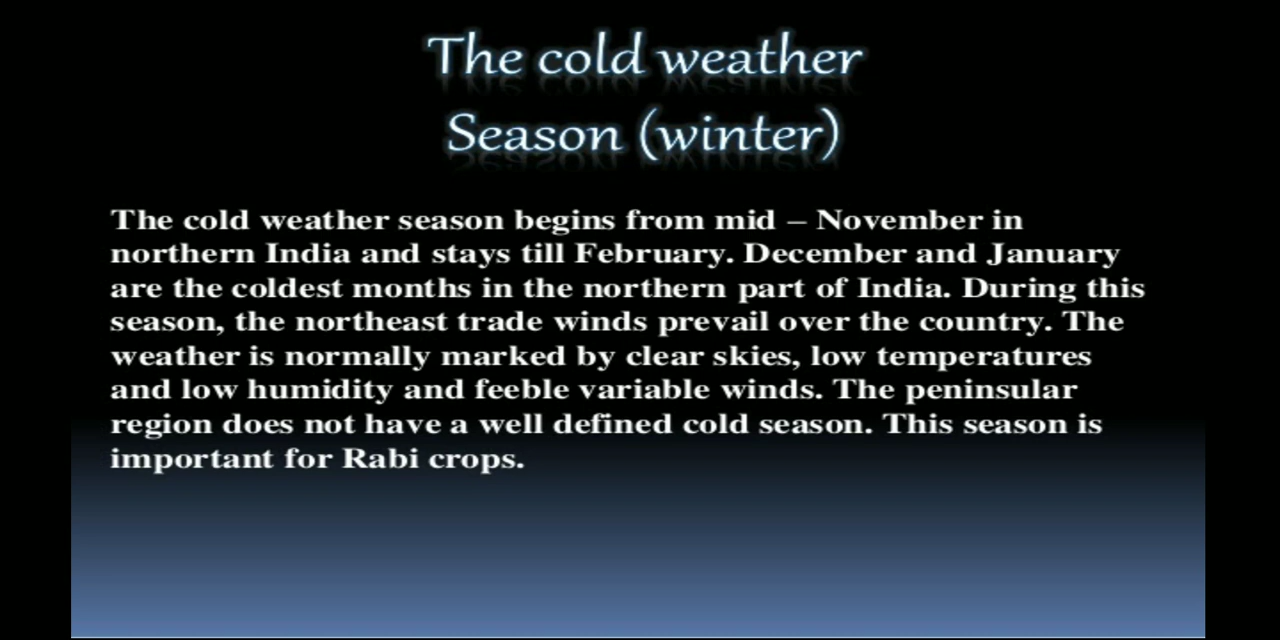 The cold weather
Season (winter)
The cold weather season begins from mid – November in
northern India and stays till February. December and January
are the coldest months in the northern part of India. During this
season, the northeast trade winds prevail over the country. The
weather is normally marked by clear skies, low temperatures
and low humidity and feeble variable winds. The peninsular
region does not have a well defined cold season. This season is
important for Rabi crops.